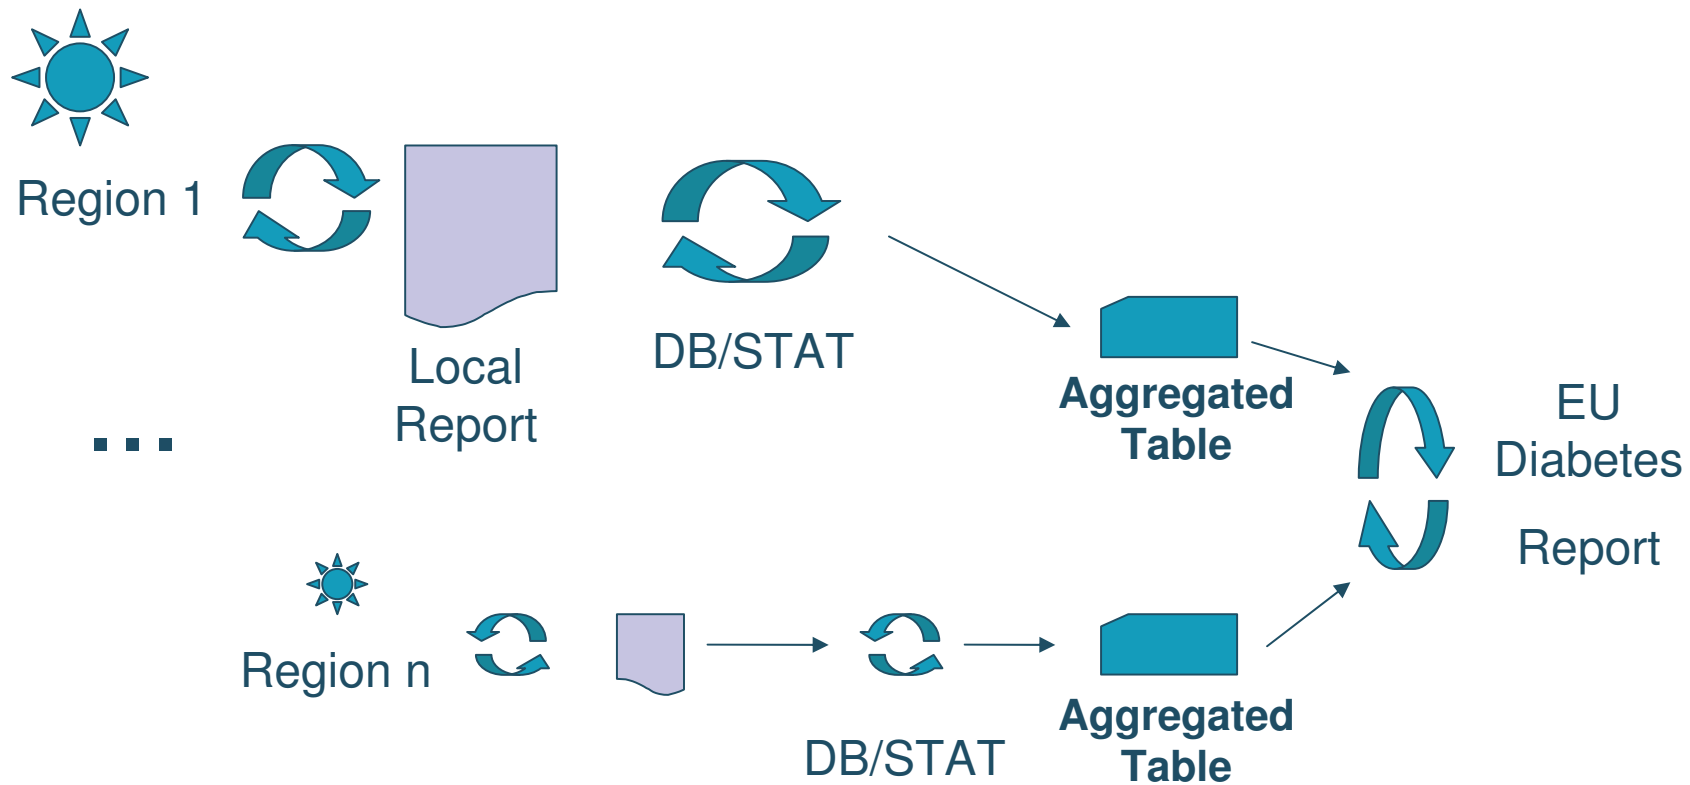 Region 1
Local
Report
DB/STAT
Aggregated
Table
EU
Diabetes
Report
...
Region n
DB/STAT
Aggregated
Table